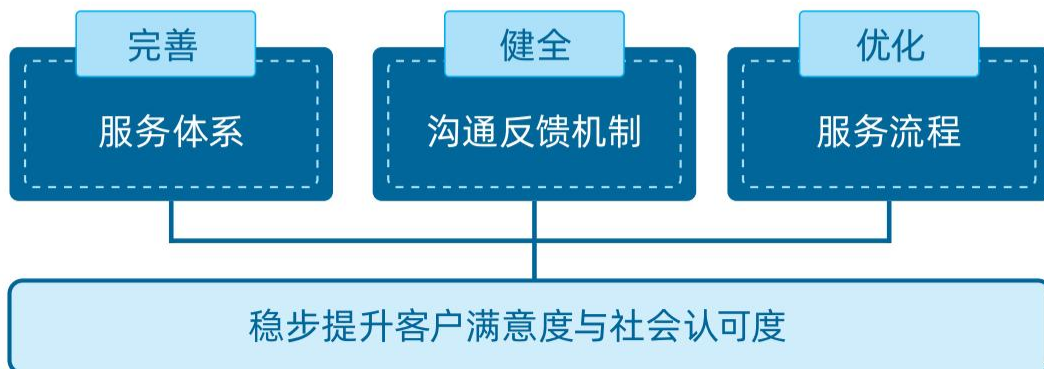 完善
服务体系
健全
沟通反馈机制
优化
服务流程
稳步提升客户满意度与社会认可度